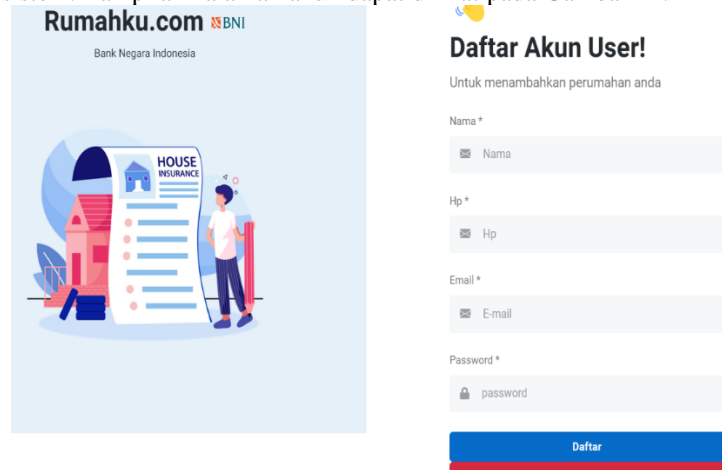 Rumahku.com BNI
Bank Negara Indonesia
HOUSE
INSURANCE
Daftar Akun User!
Untuk menambahkan perumahan anda
Nama *
Nama
Hp *
Hp
Email *
E-mail
Password *
password
Daftar